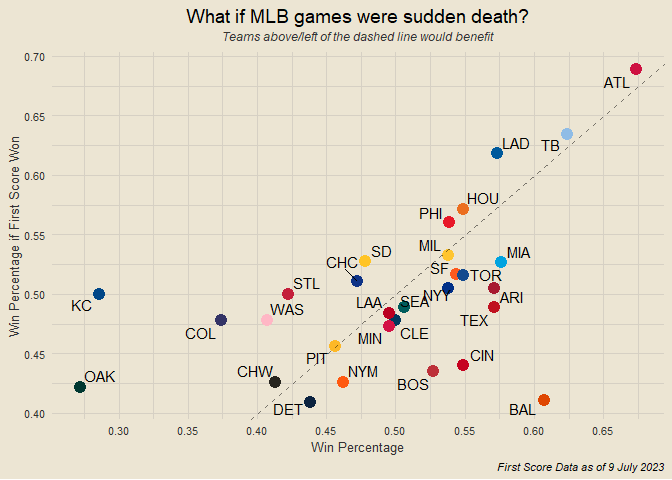 What if MLB games were sudden death?
Teams above/left of the dashed line would benefit
Win Percentage if First Score Won
0.70
0.65
0.60
0.55
0.50
0.45
0.40
ATL
TB
LAD
HOU
PHI
MIL
MIA
SD
CHC
SF
TOR
STL
KC
NYY
ARI
LAA
SEA
TEX
WAS
COL
MIN
CLE
PIT
CIN
CHW
NYM
BOS
OAK
DET
BAL
0.30 0.35 0.40 0.45 0.50 0.55 0.60 0.65
Win Percentage
First Score Data as of 9 July 2023